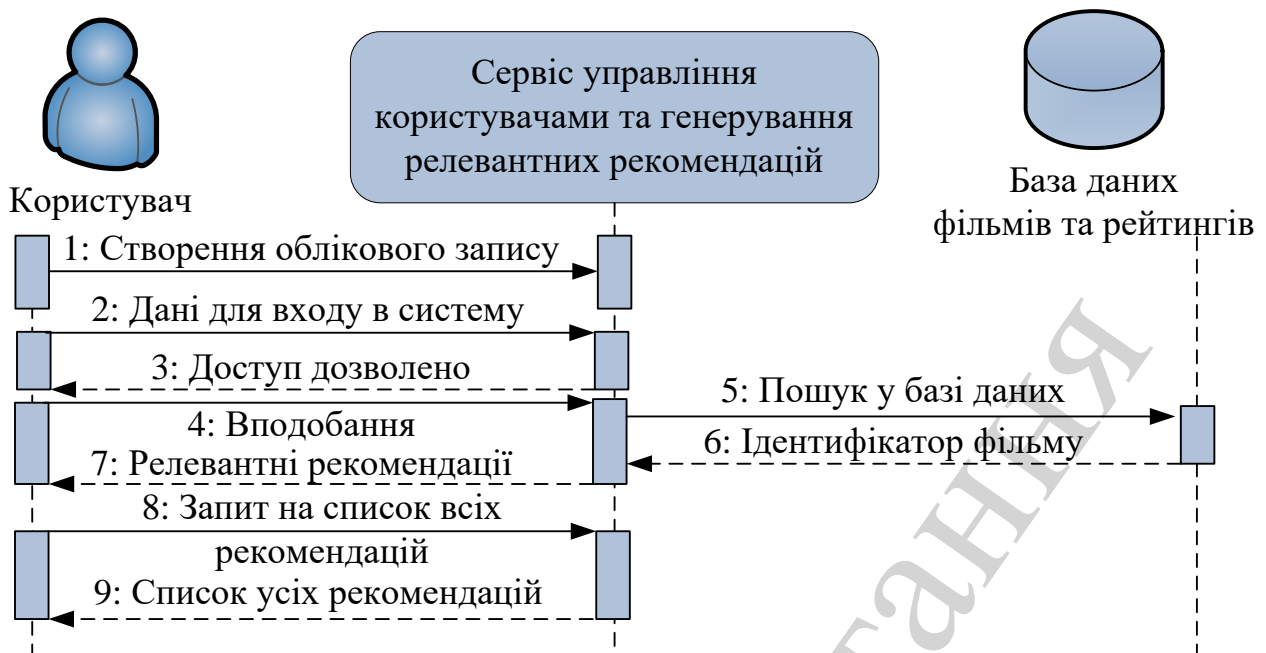 Сервіс управління
користувачами та генерування
релевантних рекомендацій
Користувач
База даних
фільмів та рейтингів
1: Створення облікового запису
2: Дані для входу в систему
3: Доступ дозволено
4: Вподобання
5: Пошук у базі даних
6: Ідентифікатор фільму
7: Релевантні рекомендації
8: Запит на список всіх
рекомендацій
9: Список усіх рекомендацій